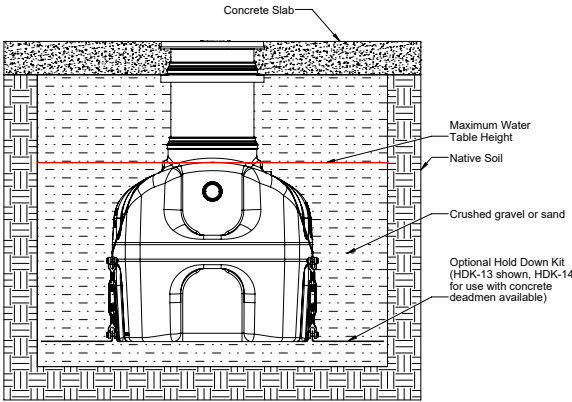 Concrete Slab
Maximum Water
Table Height
Native Soil
Crushed gravel or sand
Optional Hold Down Kit
(HDK-13 shown, HDK-14
for use with concrete
deadmen available)